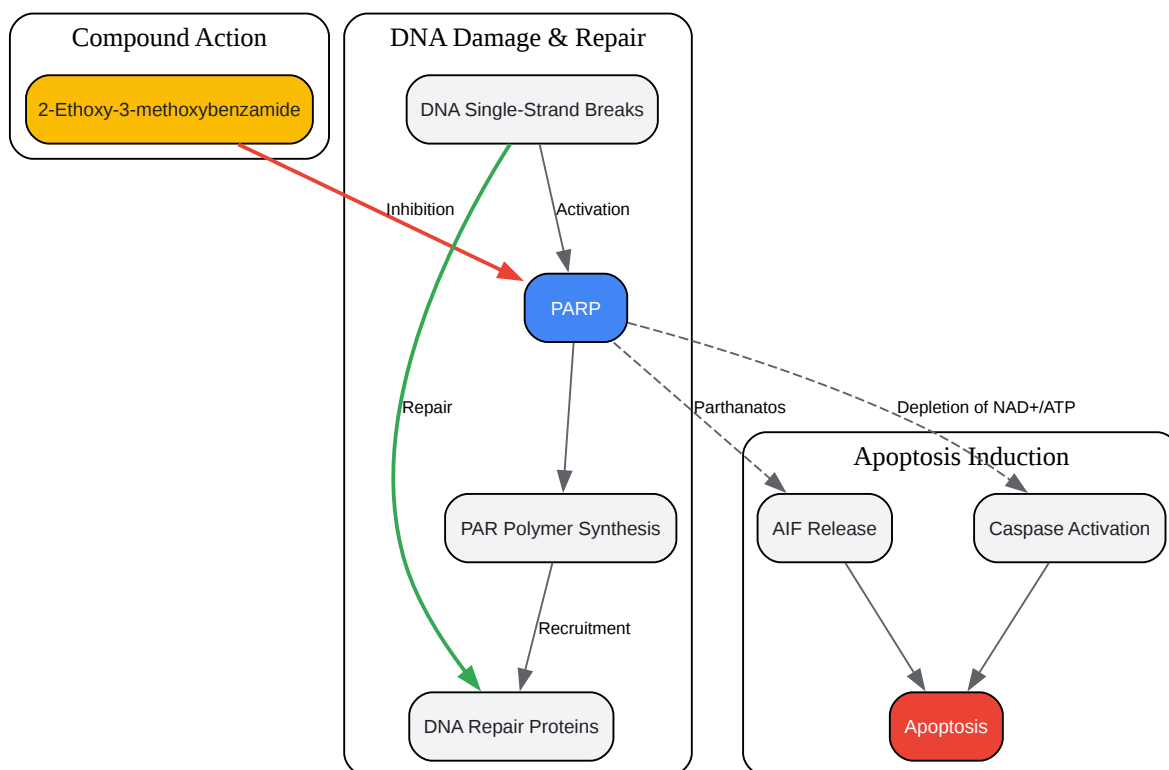 Compound Action
DNA Damage & Repair
2-Ethoxy-3-methoxybenzamide
DNA Single-Strand Breaks
Inhibition
Activation
PARP
Repair
Parthanatos
Depletion of NAD+/ATP
Apoptosis Induction
PAR Polymer Synthesis
AIF Release
Caspase Activation
Recruitment
DNA Repair Proteins
Apoptosis